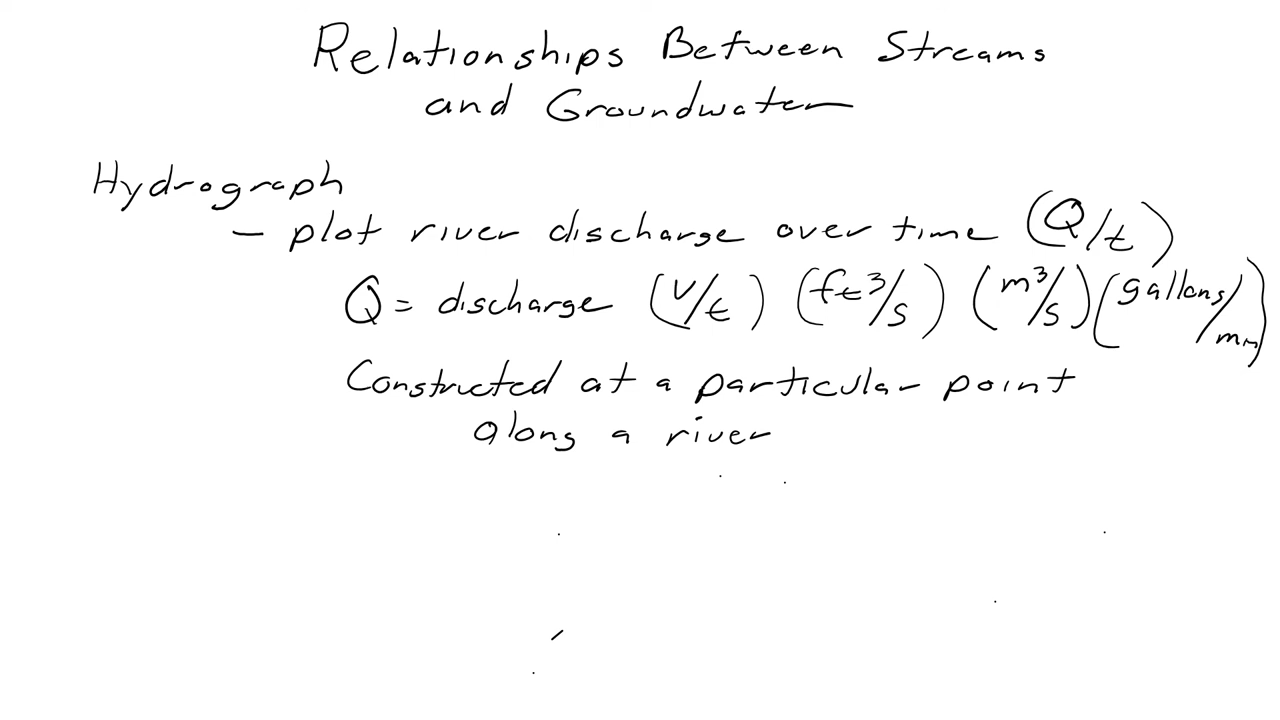 Relationships Between Streams
and Groundwater
Hydrograph
- plot river discharge over time (Q/t)
Q = discharge (V/t) (ft³/s) (m³/s) (gallons/min)
Constructed at a particular point
along a river